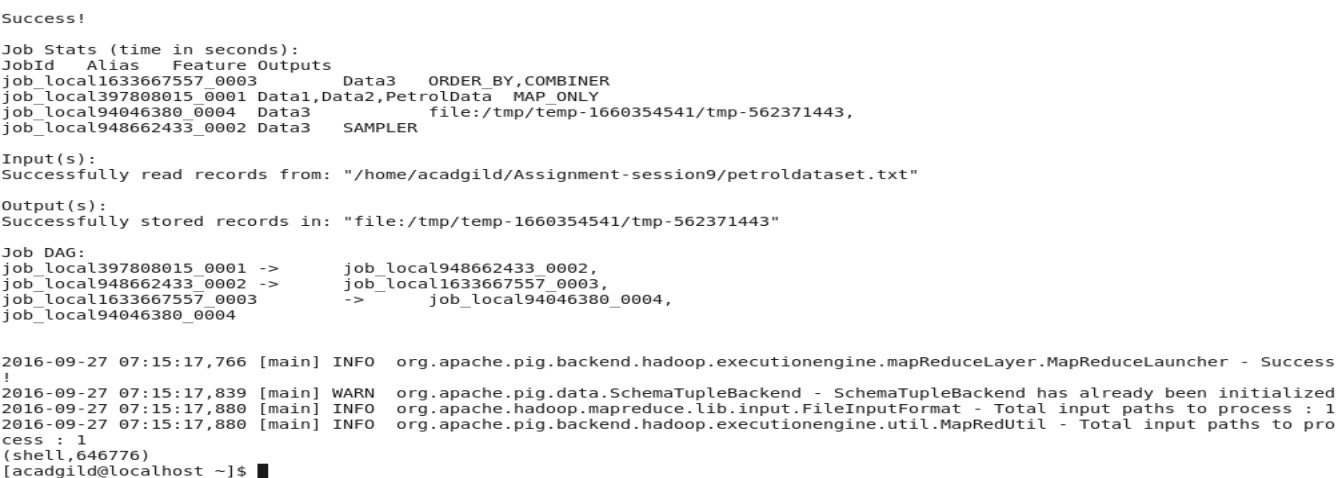 Success!
Job Stats (time in seconds):
JobId   Alias   Feature Outputs
job_local1633667557_0003        Data3   ORDER_BY,COMBINER
job_local397808015_0001 Data1,Data2,PetrolData  MAP_ONLY
job_local94046380_0004  Data3           file:/tmp/temp-1660354541/tmp-562371443,
job_local948662433_0002 Data3   SAMPLER
Input(s):
Successfully read records from: "/home/acadgild/Assignment-session9/petroldataset.txt"
Output(s):
Successfully stored records in: "file:/tmp/temp-1660354541/tmp-562371443"
Job DAG:
job_local397808015_0001 ->      job_local948662433_0002,
job_local948662433_0002 ->      job_local1633667557_0003,
job_local1633667557_0003        ->      job_local94046380_0004,
job_local94046380_0004
2016-09-27 07:15:17,766 [main] INFO  org.apache.pig.backend.hadoop.executionengine.mapReduceLayer.MapReduceLauncher - Success
!
2016-09-27 07:15:17,839 [main] WARN  org.apache.pig.data.SchemaTupleBackend - SchemaTupleBackend has already been initialized
2016-09-27 07:15:17,880 [main] INFO  org.apache.hadoop.mapreduce.lib.input.FileInputFormat - Total input paths to process : 1
2016-09-27 07:15:17,880 [main] INFO  org.apache.pig.backend.hadoop.executionengine.util.MapRedUtil - Total input paths to pro
cess : 1
(shell,646776)
[acadgild@localhost ~]$